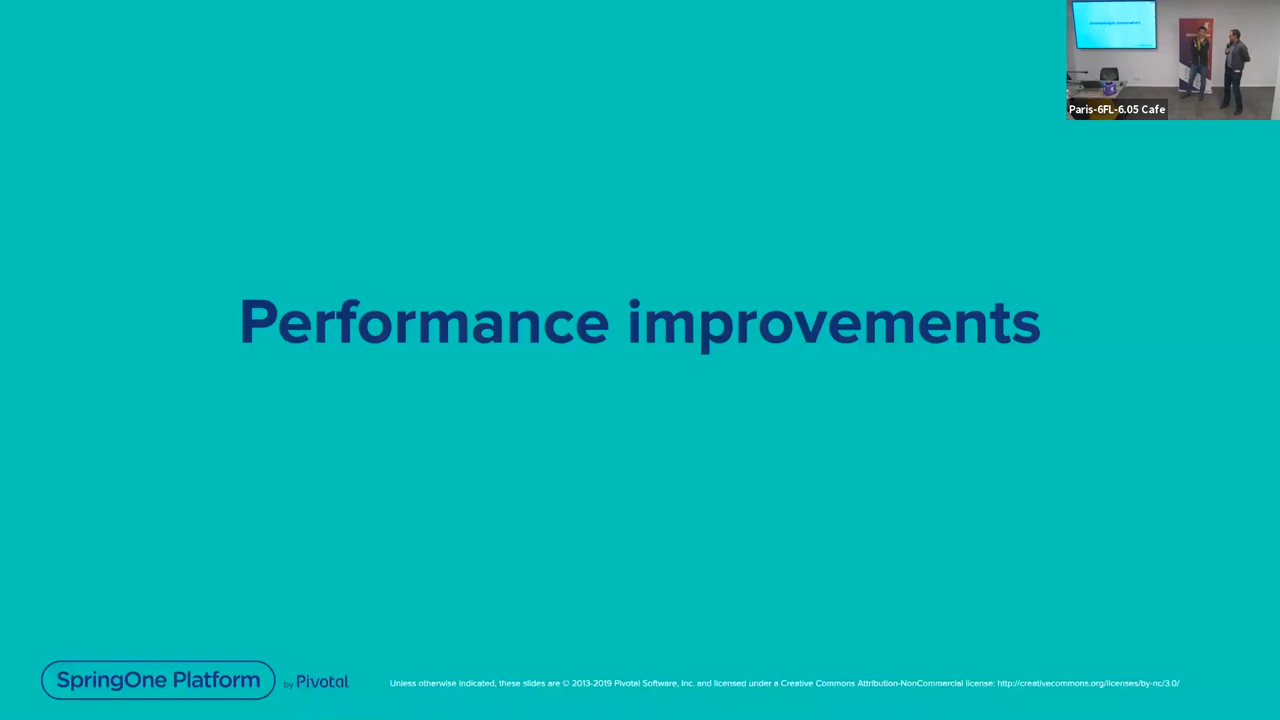 Paris-6FL-6.05 Cafe
Performance improvements
SpringOne Platform by Pivotal
Unless otherwise indicated, these slides are © 2013-2019 Pivotal Software, Inc. and licensed under a Creative Commons Attribution-NonCommercial license: http://creativecommons.org/licenses/by-nc/3.0/